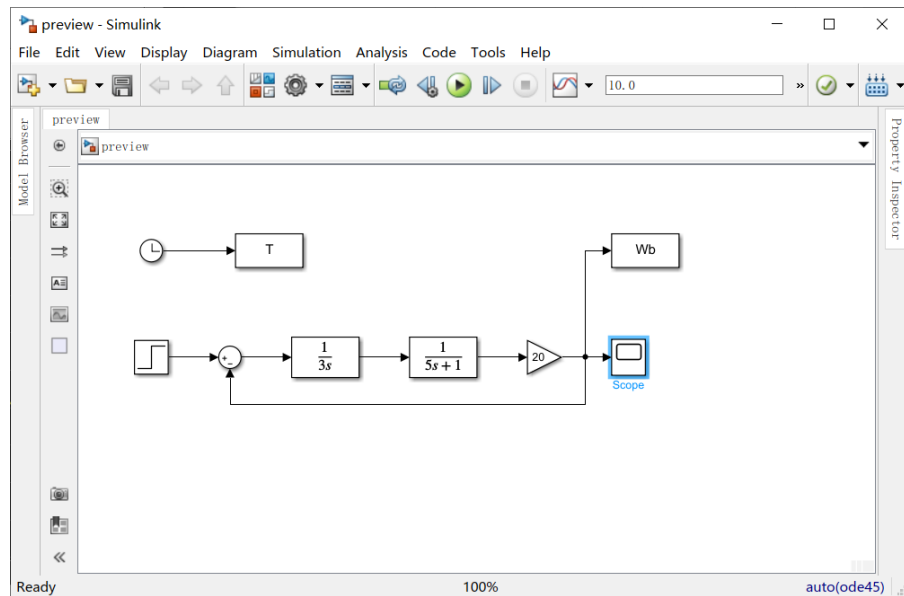 preview - Simulink
File Edit View Display Diagram Simulation Analysis Code Tools Help
10.0
»
Model Browser
preview
preview
Property Inspector
T
Wb
+
-
1
3s
1
5s + 1
20
Scope
Ready
100%
auto(ode45)